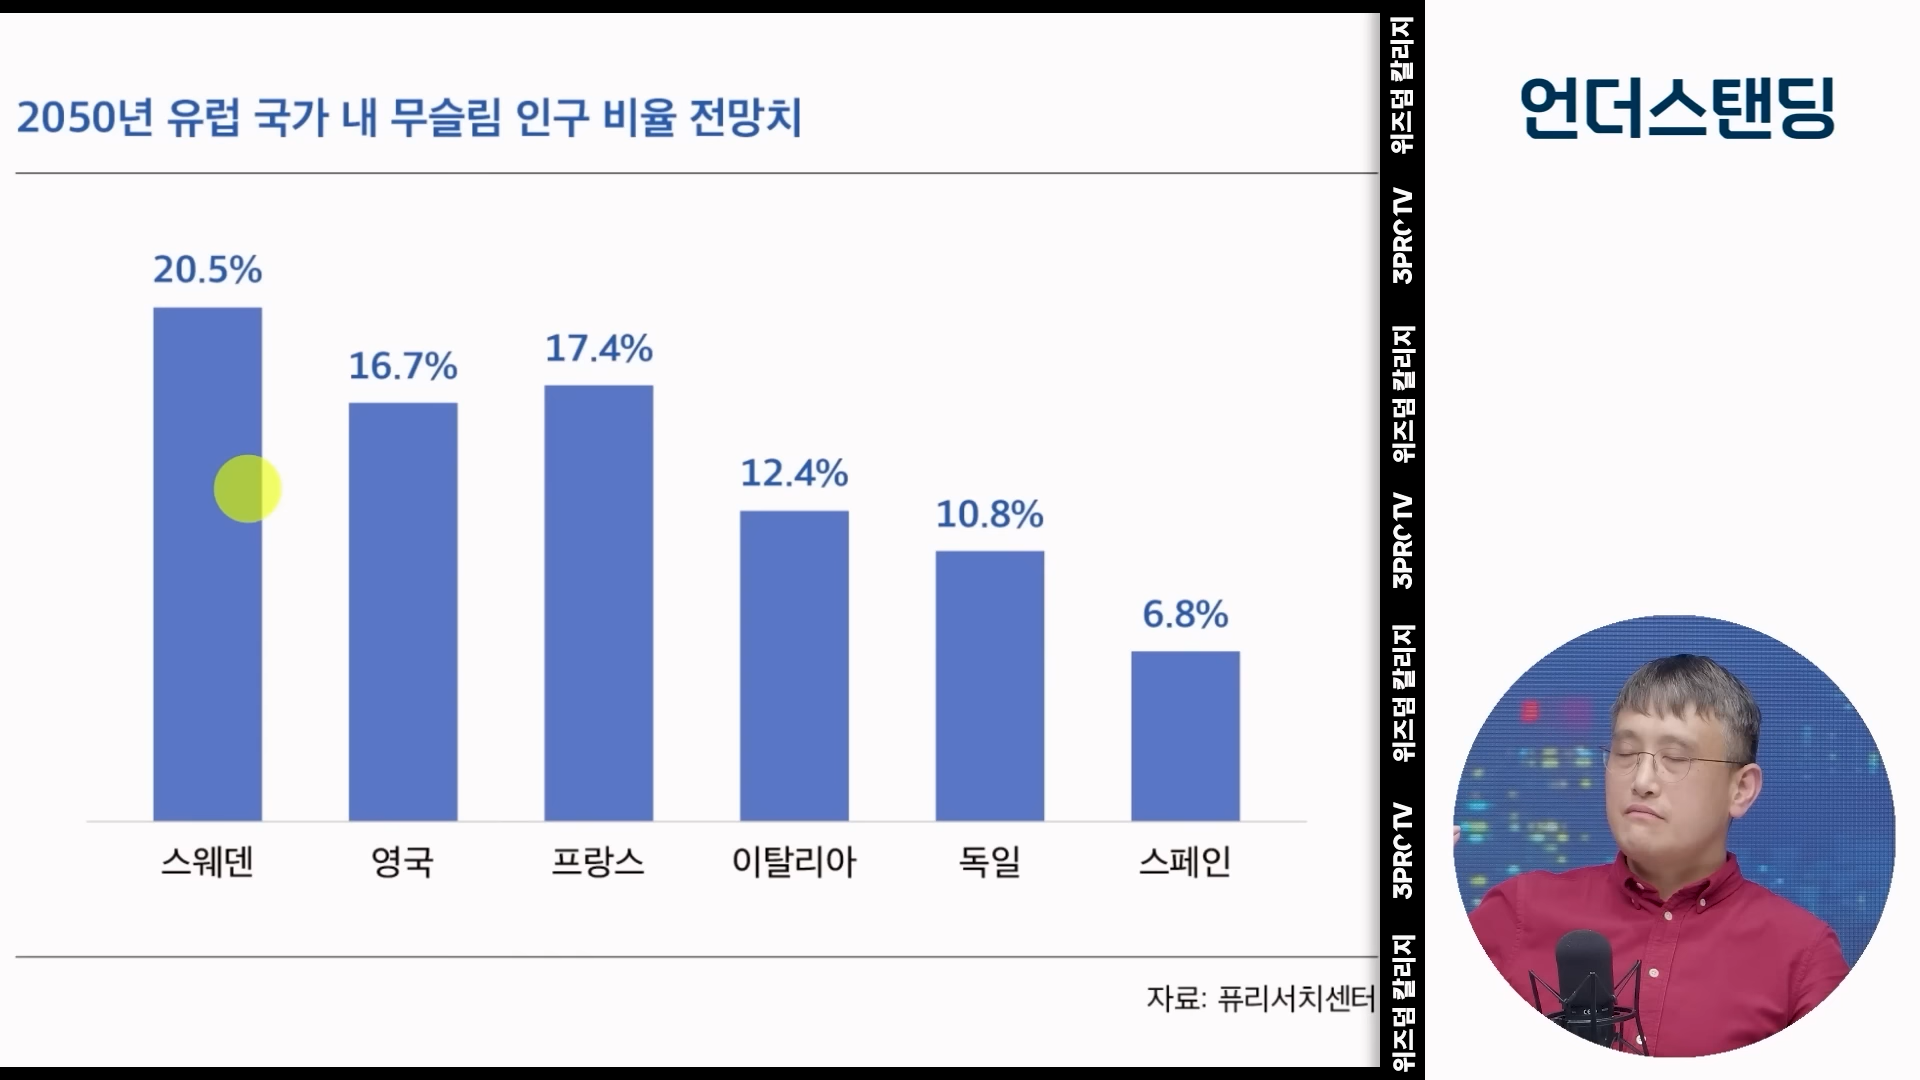 2050년 유럽 국가 내 무슬림 인구 비율 전망치
20.5%
16.7%
17.4%
12.4%
10.8%
6.8%
스웨덴
영국
프랑스
이탈리아
독일
스페인
자료: 퓨리서치센터
위즈덤 칼리지
3PROTV
위즈덤 칼리지
3PROTV
위즈덤 칼리지
3PROTV
위즈덤 칼리지
언더스탠딩